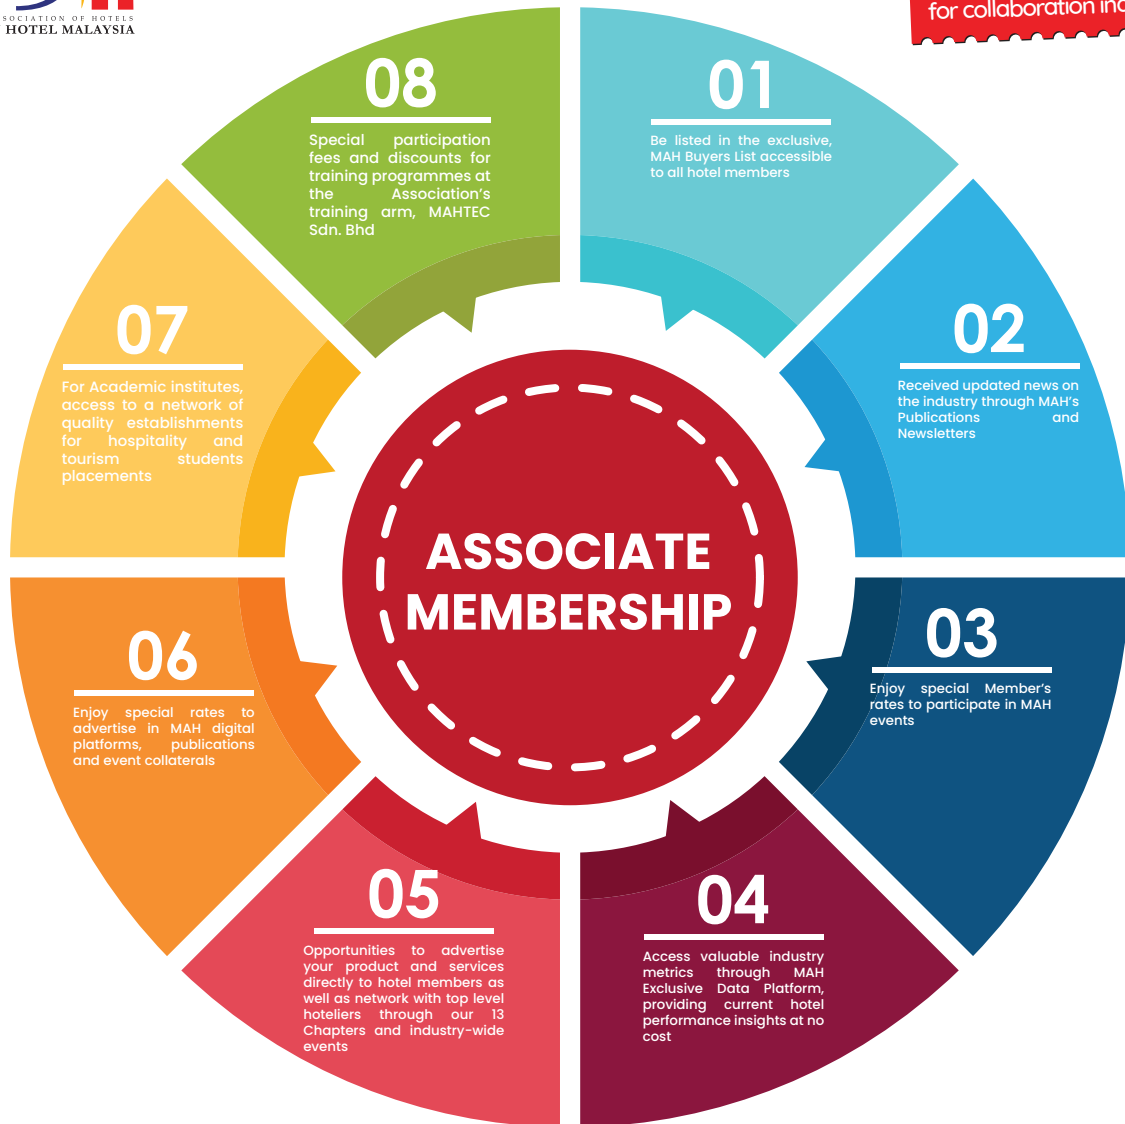 SOCIATION OF HOTELS
HOTEL MALAYSIA
for collaboration inc
01
Be listed in the exclusive,
MAH Buyers List accessible
to all hotel members
02
Received updated news on
the industry through MAH’s
Publications and
Newsletters
03
Enjoy special Member’s
rates to participate in MAH
events
04
Access valuable industry
metrics through MAH
Exclusive Data Platform,
providing current hotel
performance insights at no
cost
05
Opportunities to advertise
your product and services
directly to hotel members as
well as network with top level
hoteliers through our 13
Chapters and industry-wide
events
06
Enjoy special rates to
advertise in MAH digital
platforms, publications
and event collaterals
07
For Academic institutes,
access to a network of
quality establishments
for hospitality and
tourism students
placements
08
Special participation
fees and discounts for
training programmes at
the Association’s
training arm, MAHTEC
Sdn. Bhd
ASSOCIATE
MEMBERSHIP